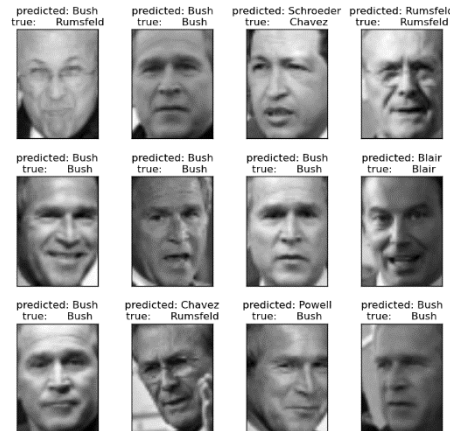 predicted: Bush
true: Rumsfeld
predicted: Bush
true: Bush
predicted: Schroeder
true: Chavez
predicted: Rumsfeld
true: Rumsfeld
predicted: Bush
true: Bush
predicted: Bush
true: Bush
predicted: Bush
true: Bush
predicted: Blair
true: Blair
predicted: Bush
true: Bush
predicted: Chavez
true: Rumsfeld
predicted: Powell
true: Bush
predicted: Bush
true: Bush